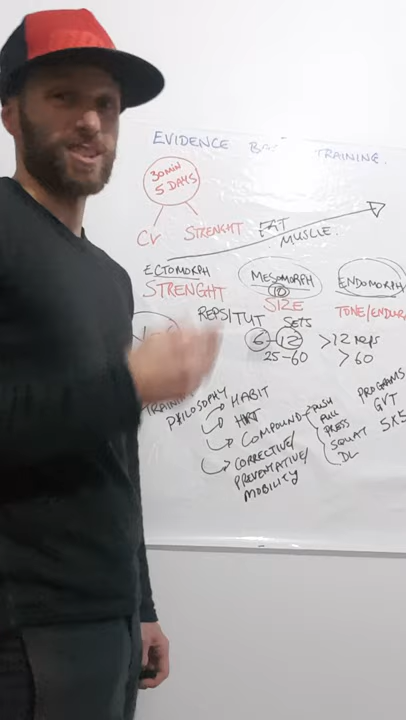 EVIDENCE TRAINING.
30MIN
5 DAYS
CV STRENGHT FAT
MUSCLE.
ECTOMORPH MESOMORPH ENDOMORPH
10
STRENGHT SIZE TONE/ENDUR
REPS/TUT SETS
6-12 >12 REPS
25-60 >60
TRAINING
PHILOSOPHY
HABIT
COMPOUND
PUSH
PULL
PRESS
SQUAT
DL
CORRECTIVE/
PREVENTATIVE/
MOBILITY
PROGRAMS
GVT
5X5